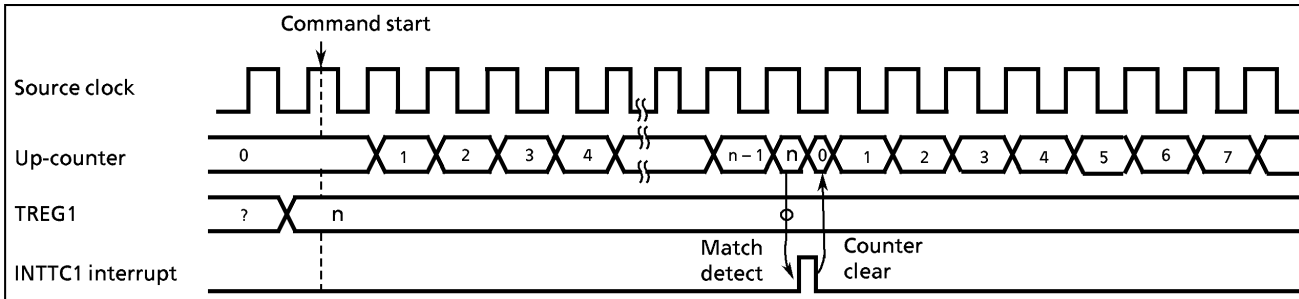 Command start
Source clock
Up-counter 0 1 2 3 4 n – 1 n 0 1 2 3 4 5 6 7
TREG1 ? n
Match detect
Counter clear
INTTC1 interrupt